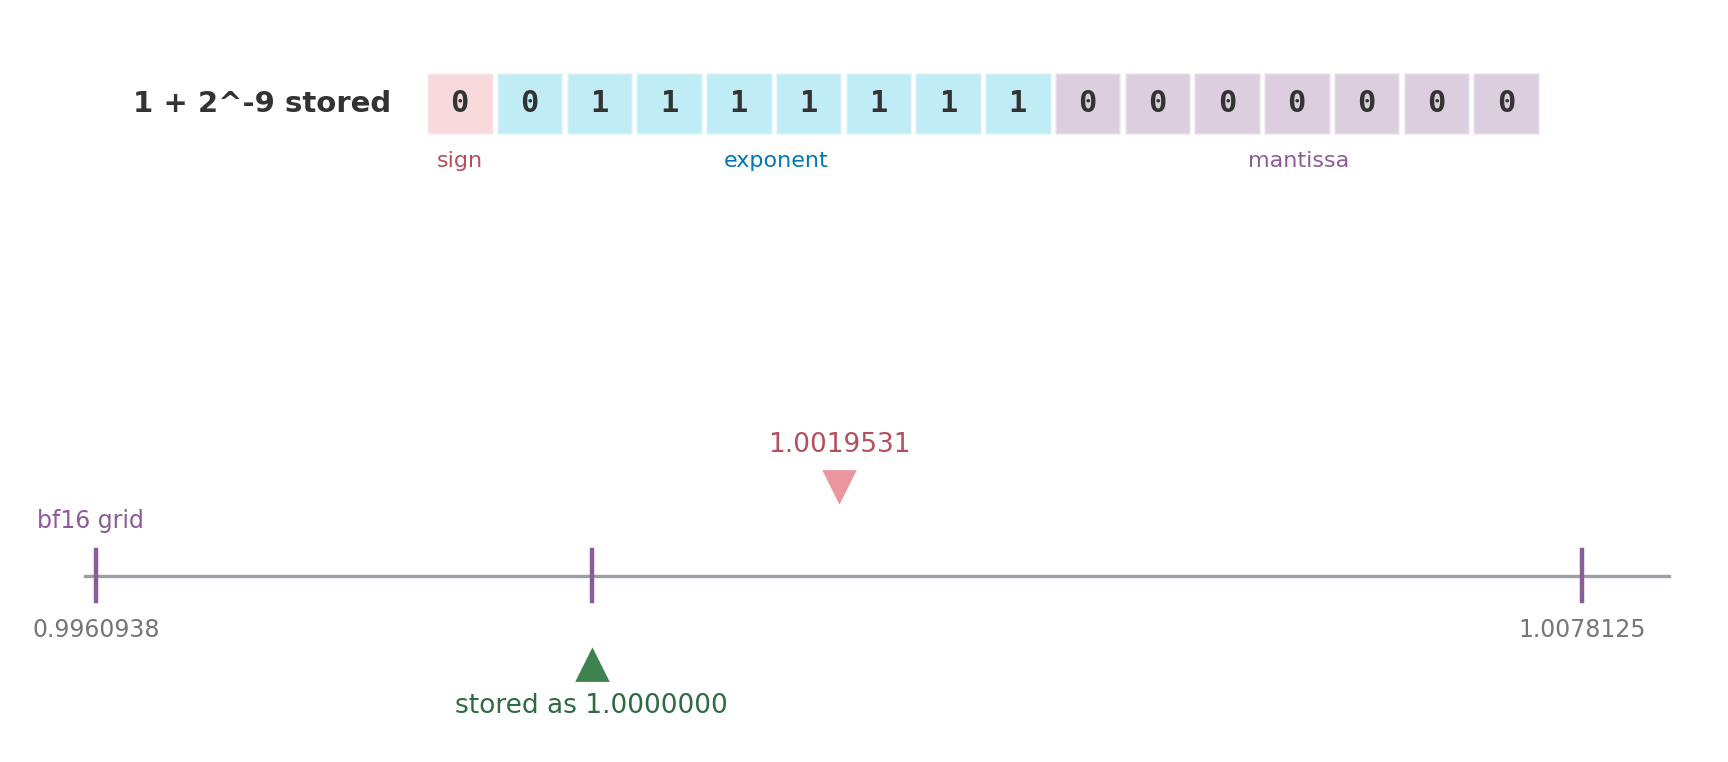 1 + 2^-9 stored 0 0 1 1 1 1 1 1 1 0 0 0 0 0 0 0
sign exponent mantissa
1.0019531
bf16 grid
0.9960938 1.0078125
stored as 1.0000000